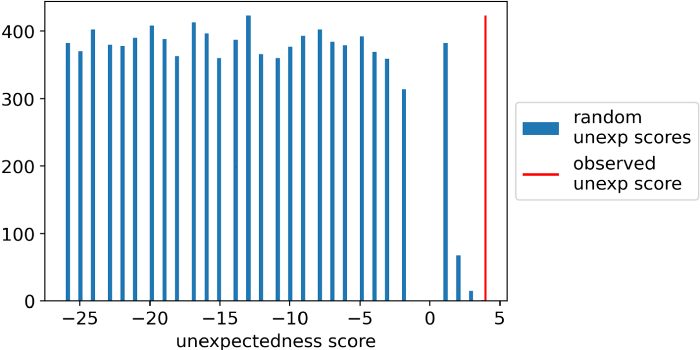 400
300
200
100
0
−25 −20 −15 −10 −5 0 5
unexpectedness score
random
unexp scores
observed
unexp score